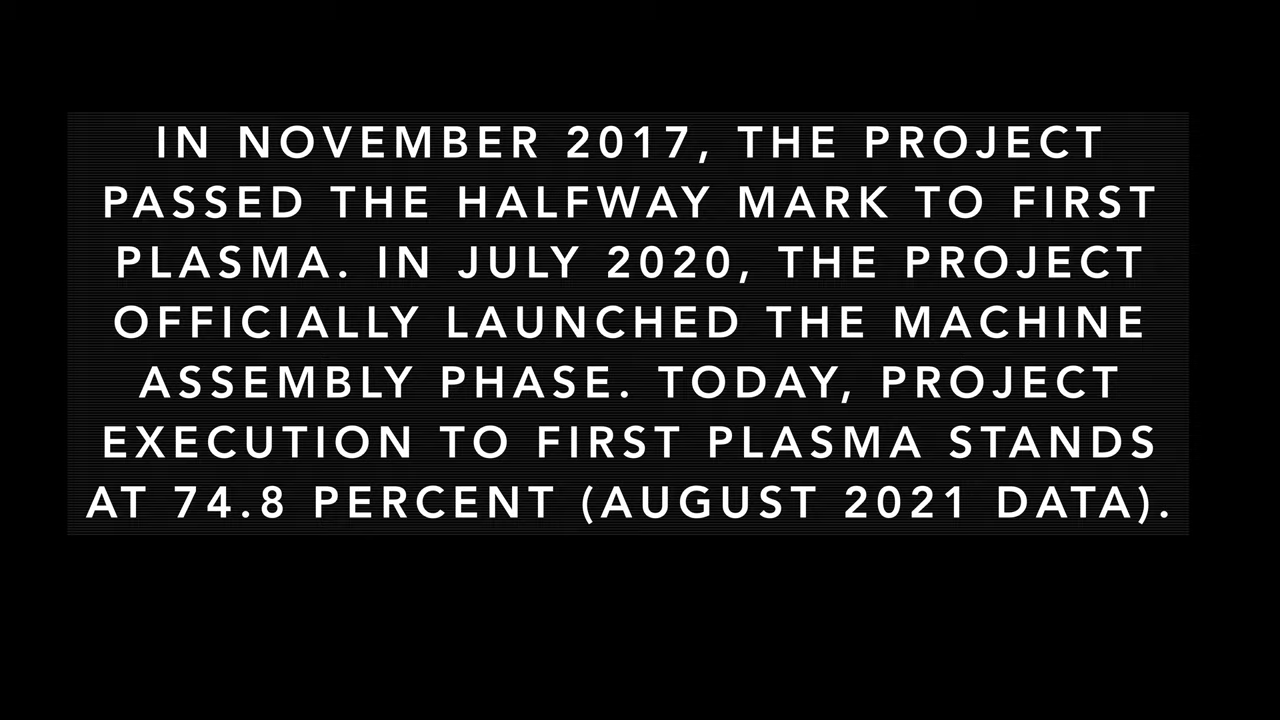 IN NOVEMBER 2017, THE PROJECT
PASSED THE HALFWAY MARK TO FIRST
PLASMA. IN JULY 2020, THE PROJECT
OFFICIALLY LAUNCHED THE MACHINE
ASSEMBLY PHASE. TODAY, PROJECT
EXECUTION TO FIRST PLASMA STANDS
AT 74.8 PERCENT (AUGUST 2021 DATA).